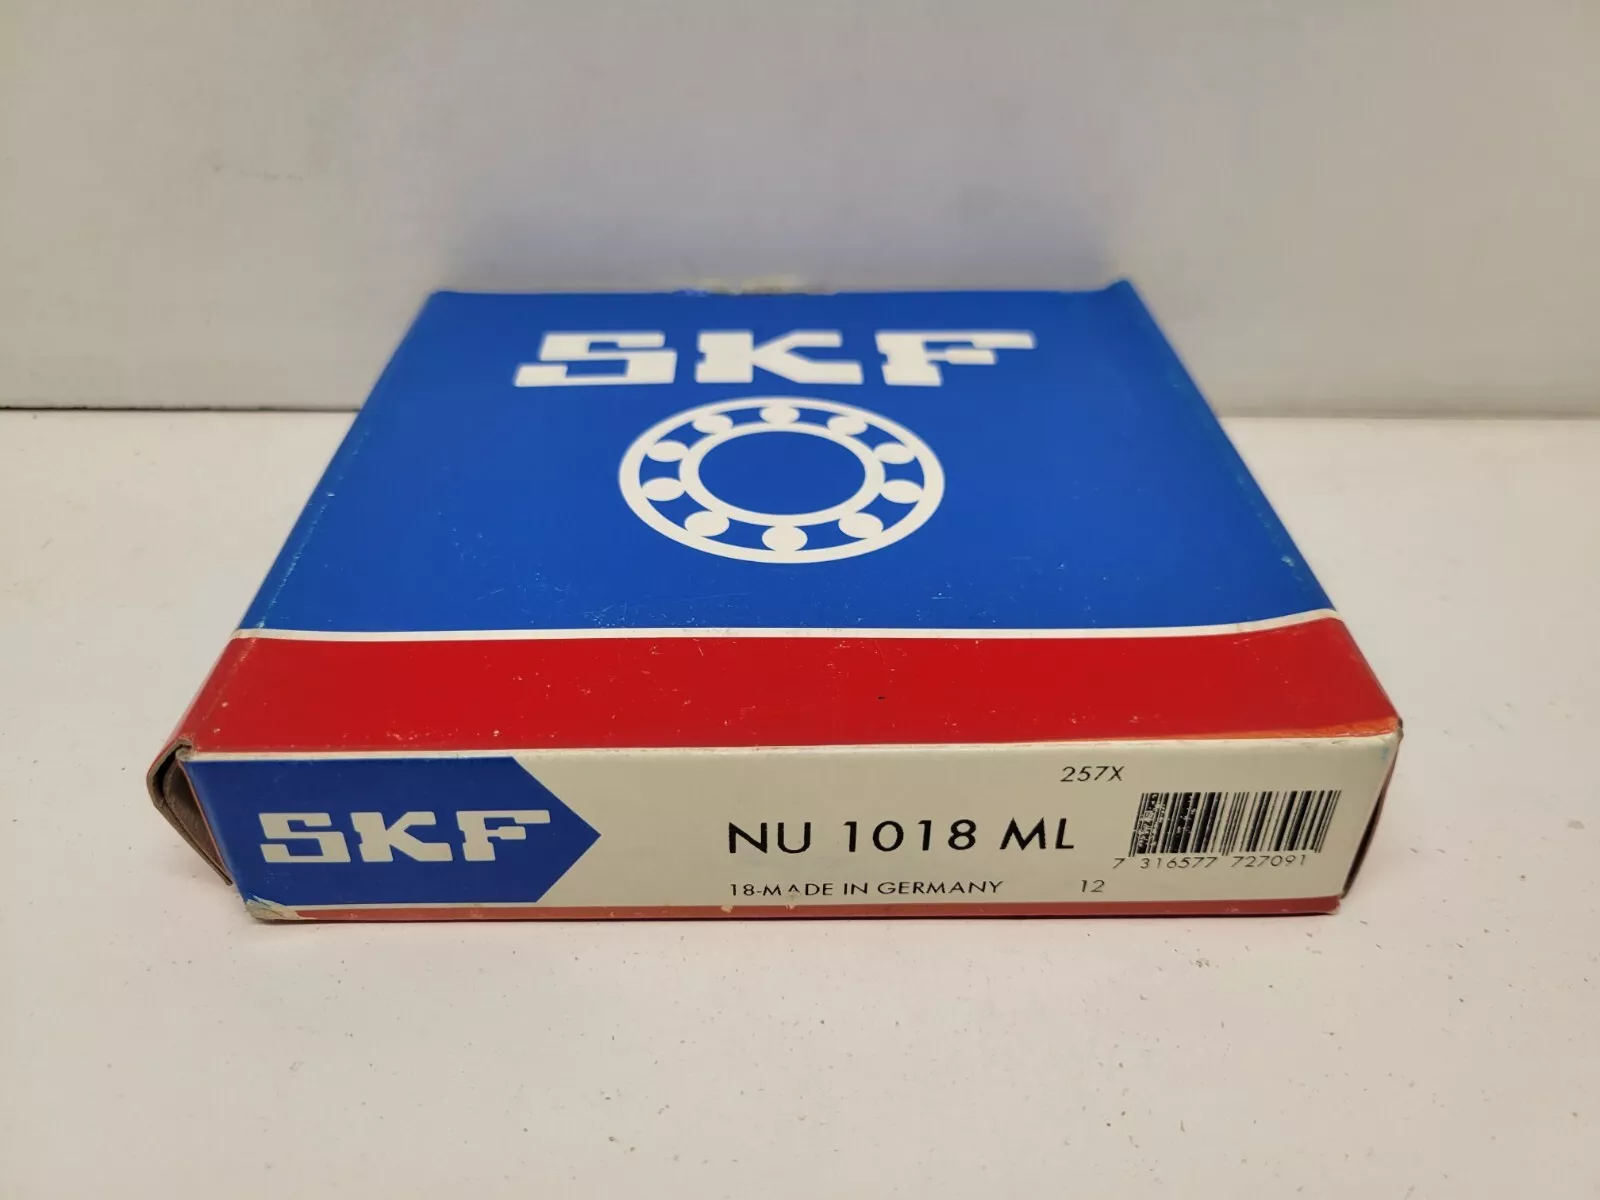 SKF
SKF
257X
NU 1018 ML
7 316577 727091
18-MADE IN GERMANY 12